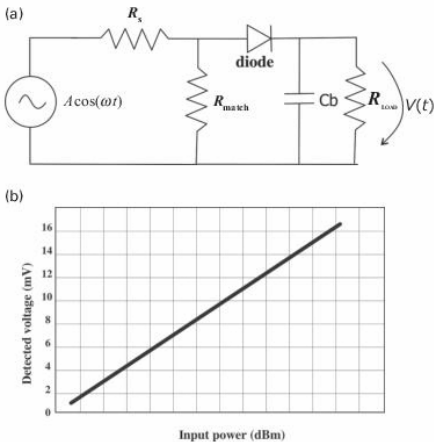 (a)
R_s
diode
A cos(ωt)
R_match
Cb
R_LOAD
V(t)
(b)
16
14
12
10
8
6
4
2
0
Detected voltage (mV)
Input power (dBm)